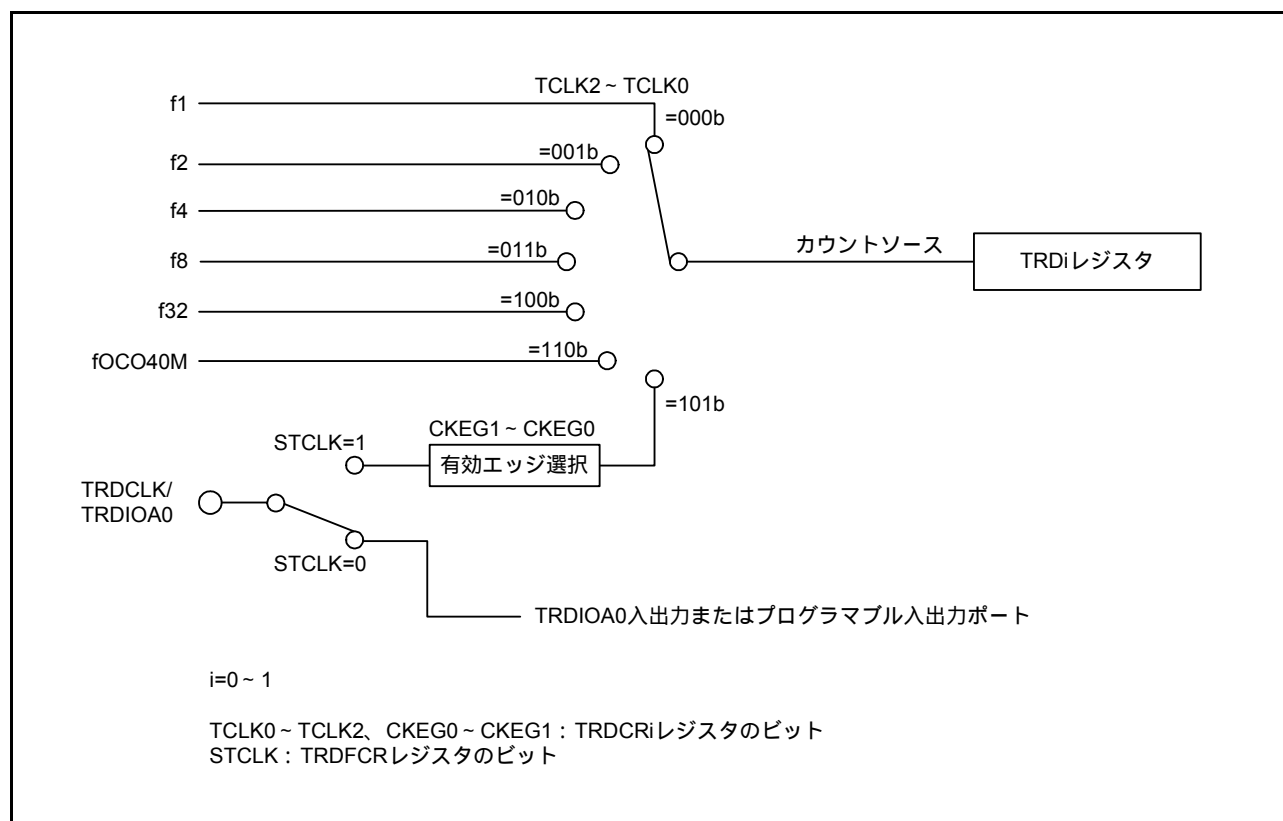 TCLK2 ~ TCLK0
f1
=000b
f2
=001b
f4
=010b
カウントソース
TRDiレジスタ
f8
=011b
f32
=100b
fOCO40M
=110b
=101b
STCLK=1
CKEG1 ~ CKEG0
有効エッジ選択
TRDCLK/
TRDIOA0
STCLK=0
TRDIOA0入出力またはプログラマブル入出力ポート
i=0 ~ 1
TCLK0 ~ TCLK2、CKEG0 ~ CKEG1 : TRDCRiレジスタのビット
STCLK : TRDFCRレジスタのビット